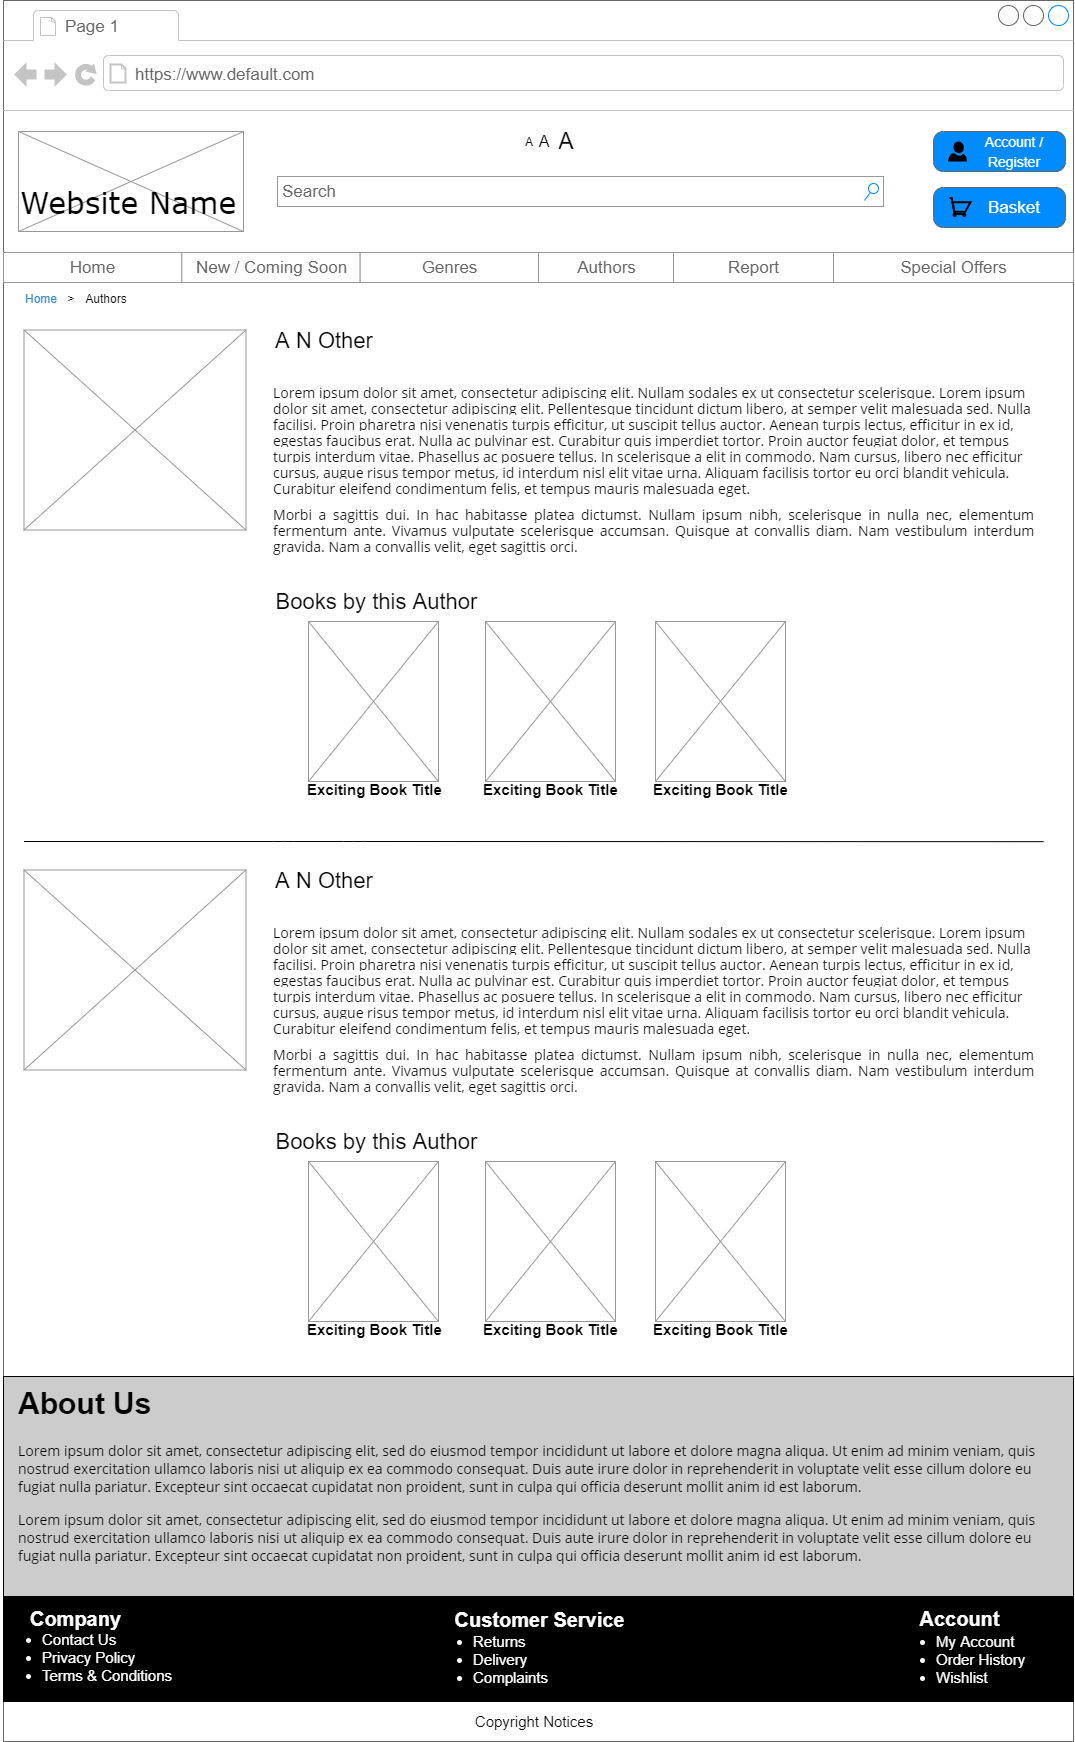 Page 1
https://www.default.com
A A A
Account /
Register
Website Name
Search
Basket
Home New / Coming Soon Genres Authors Report Special Offers
Home > Authors
A N Other
Lorem ipsum dolor sit amet, consectetur adipiscing elit. Nullam sodales ex ut consectetur scelerisque. Lorem ipsum
dolor sit amet, consectetur adipiscing elit. Pellentesque tincidunt dictum libero, at semper velit malesuada sed. Nulla
facilisi. Proin pharetra nisi venenatis turpis efficitur, ut suscipit tellus auctor. Aenean turpis lectus, efficitur in ex id,
egestas faucibus erat. Nulla ac pulvinar est. Curabitur quis imperdiet tortor. Proin auctor feugiat dolor, et tempus
turpis interdum vitae. Phasellus ac posuere tellus. In scelerisque a elit in commodo. Nam cursus, libero nec efficitur
cursus, augue risus tempor metus, id interdum nisl elit vitae urna. Aliquam facilisis tortor eu orci blandit vehicula.
Curabitur eleifend condimentum felis, et tempus mauris malesuada eget.
Morbi a sagittis dui. In hac habitasse platea dictumst. Nullam ipsum nibh, scelerisque in nulla nec, elementum
fermentum ante. Vivamus vulputate scelerisque accumsan. Quisque at convallis diam. Nam vestibulum interdum
gravida. Nam a convallis velit, eget sagittis orci.
Books by this Author
Exciting Book Title Exciting Book Title Exciting Book Title
A N Other
Lorem ipsum dolor sit amet, consectetur adipiscing elit. Nullam sodales ex ut consectetur scelerisque. Lorem ipsum
dolor sit amet, consectetur adipiscing elit. Pellentesque tincidunt dictum libero, at semper velit malesuada sed. Nulla
facilisi. Proin pharetra nisi venenatis turpis efficitur, ut suscipit tellus auctor. Aenean turpis lectus, efficitur in ex id,
egestas faucibus erat. Nulla ac pulvinar est. Curabitur quis imperdiet tortor. Proin auctor feugiat dolor, et tempus
turpis interdum vitae. Phasellus ac posuere tellus. In scelerisque a elit in commodo. Nam cursus, libero nec efficitur
cursus, augue risus tempor metus, id interdum nisl elit vitae urna. Aliquam facilisis tortor eu orci blandit vehicula.
Curabitur eleifend condimentum felis, et tempus mauris malesuada eget.
Morbi a sagittis dui. In hac habitasse platea dictumst. Nullam ipsum nibh, scelerisque in nulla nec, elementum
fermentum ante. Vivamus vulputate scelerisque accumsan. Quisque at convallis diam. Nam vestibulum interdum
gravida. Nam a convallis velit, eget sagittis orci.
Books by this Author
Exciting Book Title Exciting Book Title Exciting Book Title
About Us
Lorem ipsum dolor sit amet, consectetur adipiscing elit, sed do eiusmod tempor incididunt ut labore et dolore magna aliqua. Ut enim ad minim veniam, quis
nostrud exercitation ullamco laboris nisi ut aliquip ex ea commodo consequat. Duis aute irure dolor in reprehenderit in voluptate velit esse cillum dolore eu
fugiat nulla pariatur. Excepteur sint occaecat cupidatat non proident, sunt in culpa qui officia deserunt mollit anim id est laborum.
Lorem ipsum dolor sit amet, consectetur adipiscing elit, sed do eiusmod tempor incididunt ut labore et dolore magna aliqua. Ut enim ad minim veniam, quis
nostrud exercitation ullamco laboris nisi ut aliquip ex ea commodo consequat. Duis aute irure dolor in reprehenderit in voluptate velit esse cillum dolore eu
fugiat nulla pariatur. Excepteur sint occaecat cupidatat non proident, sunt in culpa qui officia deserunt mollit anim id est laborum.
Company
• Contact Us
• Privacy Policy
• Terms & Conditions
Customer Service
• Returns
• Delivery
• Complaints
Account
• My Account
• Order History
• Wishlist
Copyright Notices